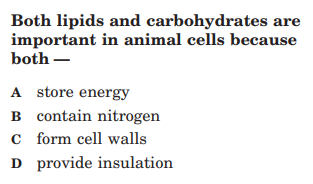 Both lipids and carbohydrates are
important in animal cells because
both —
A store energy
B contain nitrogen
C form cell walls
D provide insulation